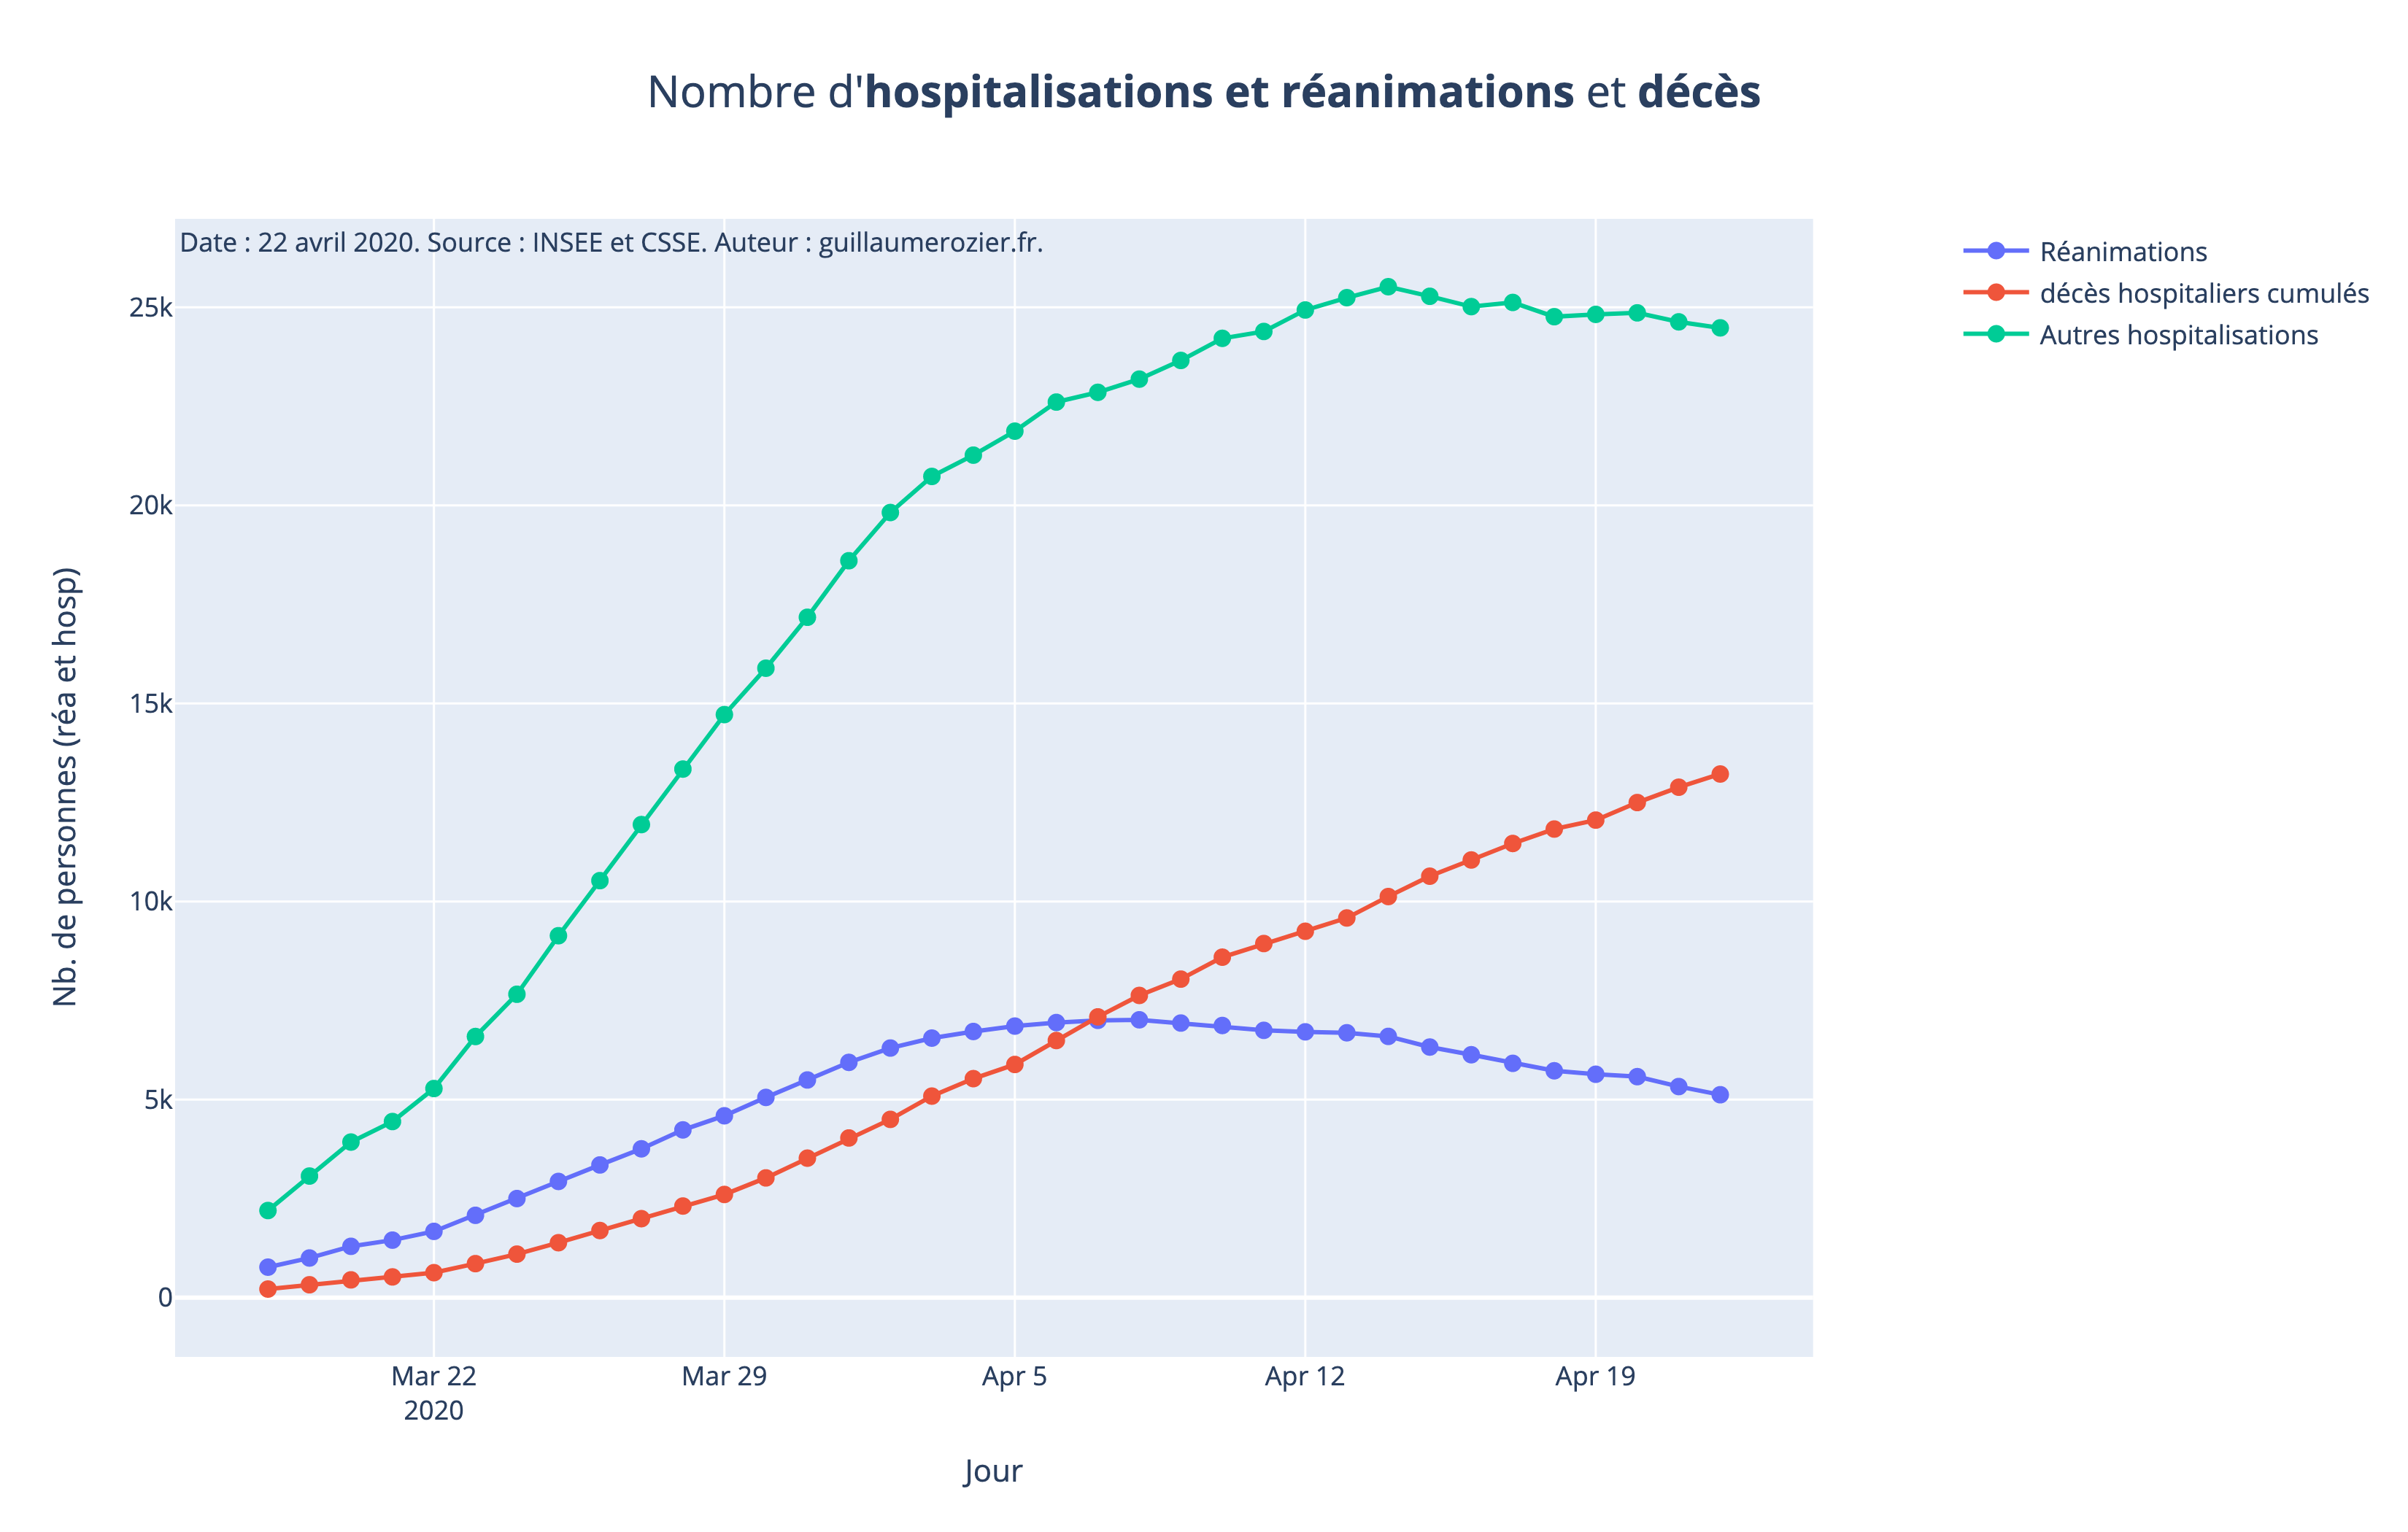 Nombre d'hospitalisations et réanimations et décès
Date : 22 avril 2020. Source : INSEE et CSSE. Auteur : guillaumerozier.fr.
Réanimations
décès hospitaliers cumulés
Autres hospitalisations
25k
20k
15k
10k
5k
0
Nb. de personnes (réa et hosp)
Mar 22
2020
Mar 29
Apr 5
Apr 12
Apr 19
Jour